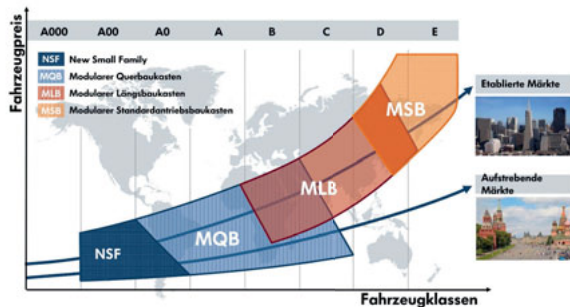 Fahrzeugpreis
A000 A00 A0 A B C D E
NSF New Small Family
MQB Modularer Querbaukasten
MLB Modularer Längsbaukasten
MSB Modularer Standardantriebsbaukasten
Etablierte Märkte
MSB
MLB
Aufstrebende
Märkte
MQB
NSF
Fahrzeugklassen